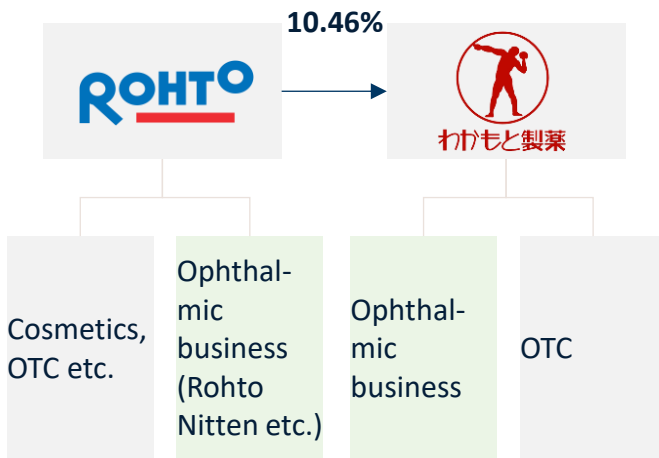 10.46%
ROHTO
わかもと製薬
Cosmetics,
OTC etc.
Ophthal-
mic
business
(Rohto
Nitten etc.)
Ophthal-
mic
business
OTC